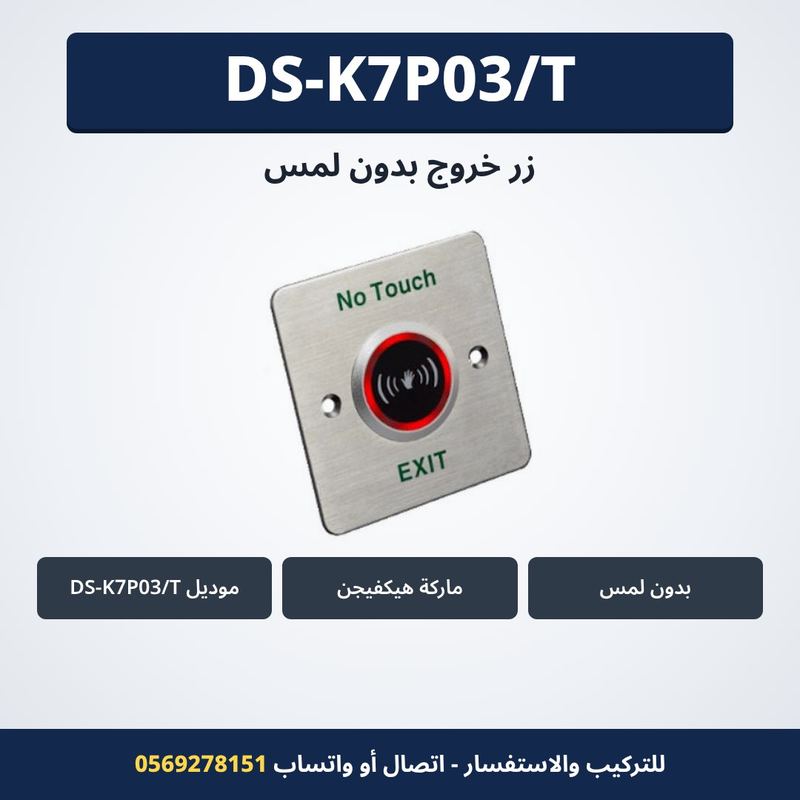 DS-K7P03/T
زر خروج بدون لمس
No Touch
EXIT
بدون لمس
ماركة هيكفيجن
موديل DS-K7P03/T
للتركيب والاستفسار - اتصال أو واتساب 0569278151